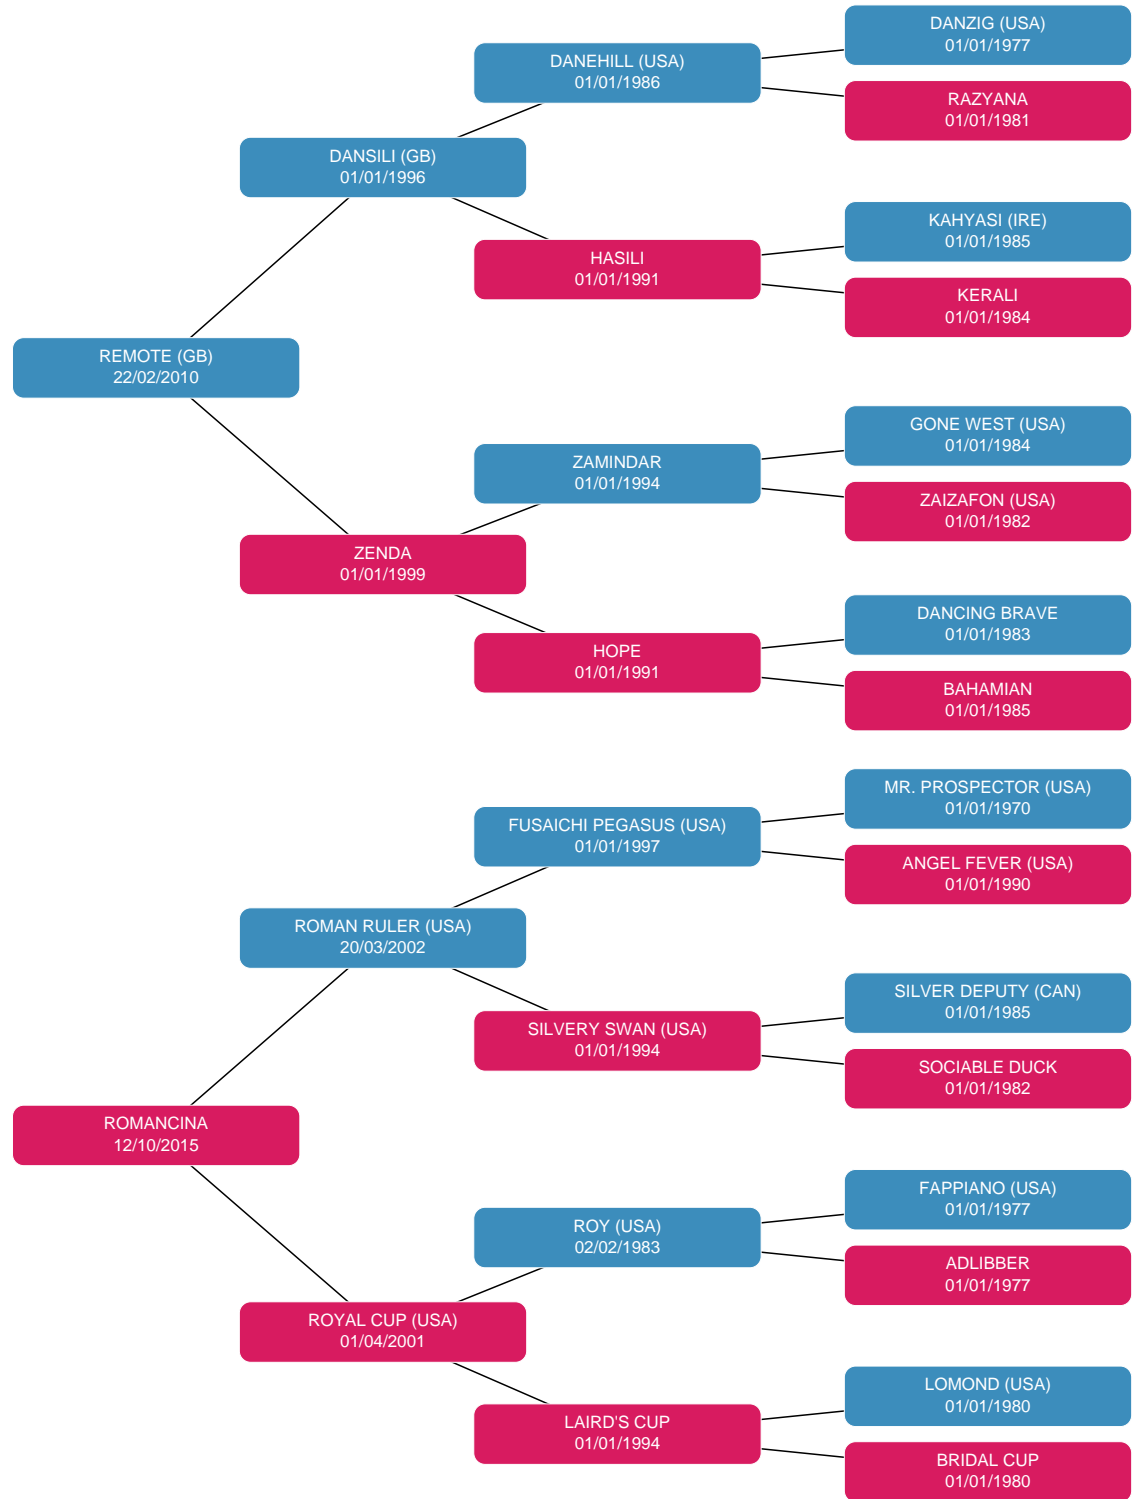 DANZIG (USA)
01/01/1977
DANEHILL (USA)
01/01/1986
RAZYANA
01/01/1981
DANSILI (GB)
01/01/1996
KAHYASI (IRE)
01/01/1985
HASILI
01/01/1991
KERALI
01/01/1984
REMOTE (GB)
22/02/2010
GONE WEST (USA)
01/01/1984
ZAMINDAR
01/01/1994
ZAIZAFON (USA)
01/01/1982
ZENDA
01/01/1999
DANCING BRAVE
01/01/1983
HOPE
01/01/1991
BAHAMIAN
01/01/1985
MR. PROSPECTOR (USA)
01/01/1970
FUSAICHI PEGASUS (USA)
01/01/1997
ANGEL FEVER (USA)
01/01/1990
ROMAN RULER (USA)
20/03/2002
SILVER DEPUTY (CAN)
01/01/1985
SILVERY SWAN (USA)
01/01/1994
SOCIABLE DUCK
01/01/1982
ROMANCINA
12/10/2015
FAPPIANO (USA)
01/01/1977
ROY (USA)
02/02/1983
ADLIBBER
01/01/1977
ROYAL CUP (USA)
01/04/2001
LOMOND (USA)
01/01/1980
LAIRD'S CUP
01/01/1994
BRIDAL CUP
01/01/1980